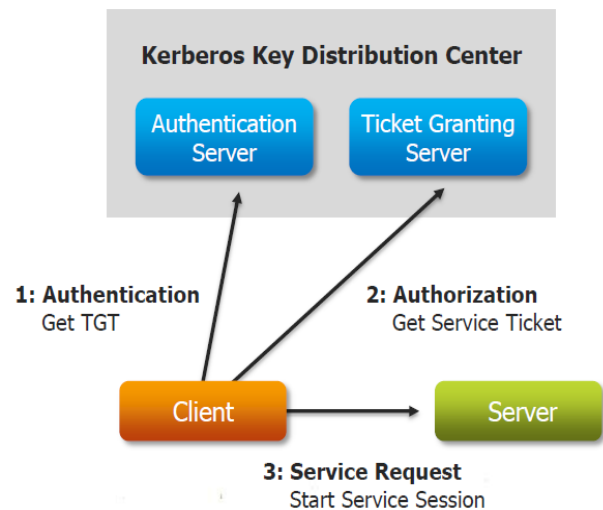 Kerberos Key Distribution Center
Authentication
Server
Ticket Granting
Server
1: Authentication
Get TGT
2: Authorization
Get Service Ticket
Client
Server
3: Service Request
Start Service Session